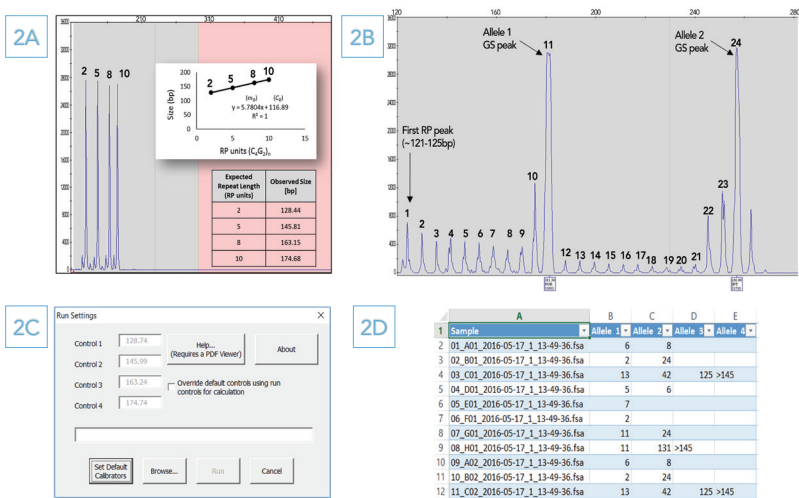 2A
210 310 410
3600
2 5 8 10
200
150
100
50
0
Size (bp)
2 5 8 10
(m₀) (C₀)
y = 5.7804x + 116.89
R² = 1
0 5 10 15
RP units (C₄G₂)ₙ
Expected Repeat Length (RP units) Observed Size [bp]
2 128.44
5 145.81
8 163.15
10 174.68
2B
120 160 200 240 280
Allele 1
GS peak
11
Allele 2
GS peak
24
First RP peak
(~121-125bp)
1 2 3 4 5 6 7 8 9 10 12 13 14 15 16 17 18 19 20 21 22 23
2C
Run Settings
Control 1 128.74
Control 2 145.99
Control 3 163.24
Control 4 174.74
Help...
(Requires a PDF Viewer)
About
Override default controls using run
controls for calculation
Set Default
Calibrators
Browse...
Run
Cancel
2D
A B C D E
1 Sample Allele 1 Allele 2 Allele 3 Allele 4
2 01_A01_2016-05-17_1_13-49-36.fsa 6 8
3 02_B01_2016-05-17_1_13-49-36.fsa 2 24
4 03_C01_2016-05-17_1_13-49-36.fsa 13 42 125 >145
5 04_D01_2016-05-17_1_13-49-36.fsa 5 6
6 05_E01_2016-05-17_1_13-49-36.fsa 7
7 06_F01_2016-05-17_1_13-49-36.fsa 2
8 07_G01_2016-05-17_1_13-49-36.fsa 11 24
9 08_H01_2016-05-17_1_13-49-36.fsa 11 131 >145
10 09_A02_2016-05-17_1_13-49-36.fsa 6 8
11 10_B02_2016-05-17_1_13-49-36.fsa 2 24
12 11_C02_2016-05-17_1_13-49-36.fsa 13 42 125 >145